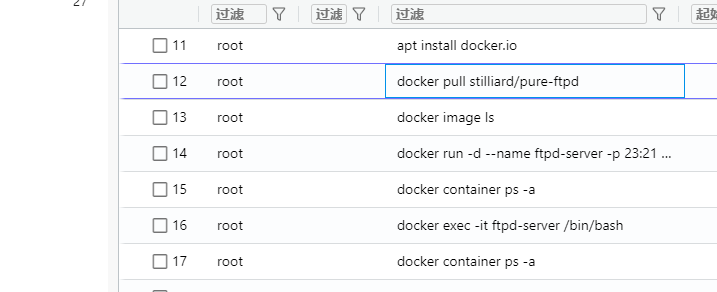 27
过滤 过滤 过滤 起始
11 root apt install docker.io
12 root docker pull stilliard/pure-ftpd
13 root docker image ls
14 root docker run -d --name ftpd-server -p 23:21 ...
15 root docker container ps -a
16 root docker exec -it ftpd-server /bin/bash
17 root docker container ps -a